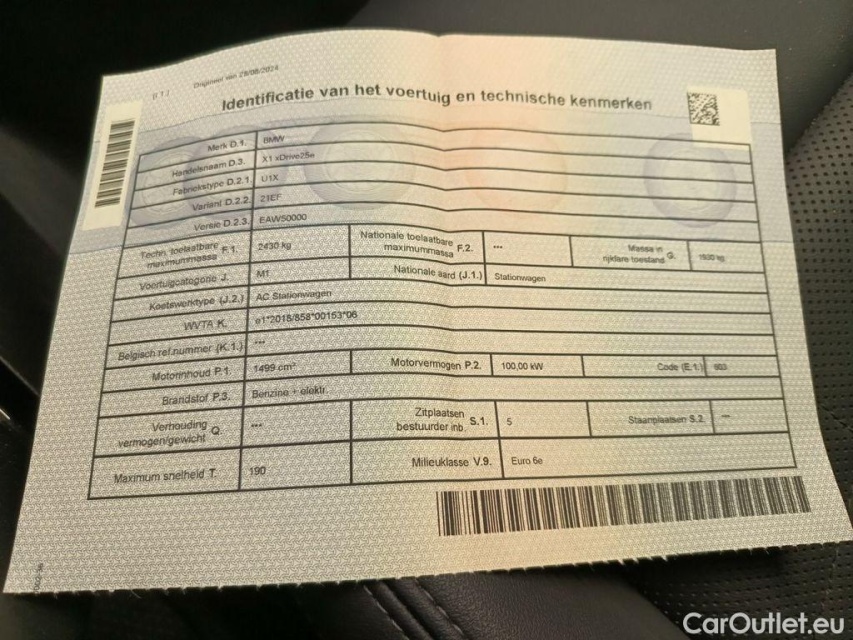 (I.1.) Origineel van 29/08/2024
Identificatie van het voertuig en technische kenmerken
Merk D.1. BMW
Handelsnaam D.3. X1 xDrive25e
Fabriekstype D.2.1. U1X
Variant D.2.2. 21EF
Versie D.2.3. EAW50000
Techn. toelaatbare maximummassa F.1. 2430 kg Nationale toelaatbare maximummassa F.2. --- Massa in rijklare toestand G.
Voertuigcategorie J. M1 Nationale aard (J.1.) Stationwagen
Koetswerktype (J.2.) AC Stationwagen
WVTA K. e1*2018/858*00153*06
Belgisch ref.nummer (K.1.) ---
Motorinhoud P.1. 1499 cm³ Motorvermogen P.2. 100,00 kW Code (E.1.) 603
Brandstof P.3. Benzine + elektr.
Verhouding vermogen/gewicht Q. --- Zitplaatsen bestuurder inb. S.1. 5 Staanplaatsen S.2. ---
Maximum snelheid T. 190 Milieuklasse V.9. Euro 6e
CarOutlet.eu